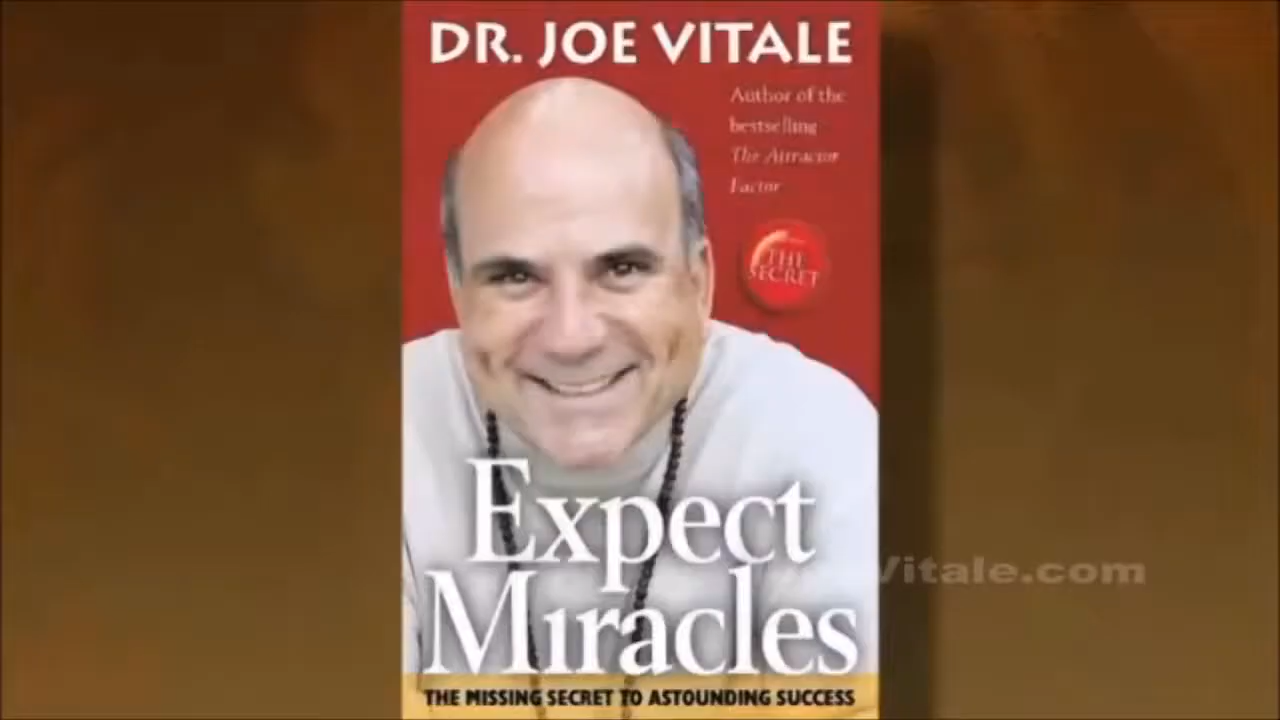 DR. JOE VITALE
Author of the
bestselling
The Attractor
Factor
THE
SECRET
Expect
Miracles
Vitale.com
THE MISSING SECRET TO ASTOUNDING SUCCESS